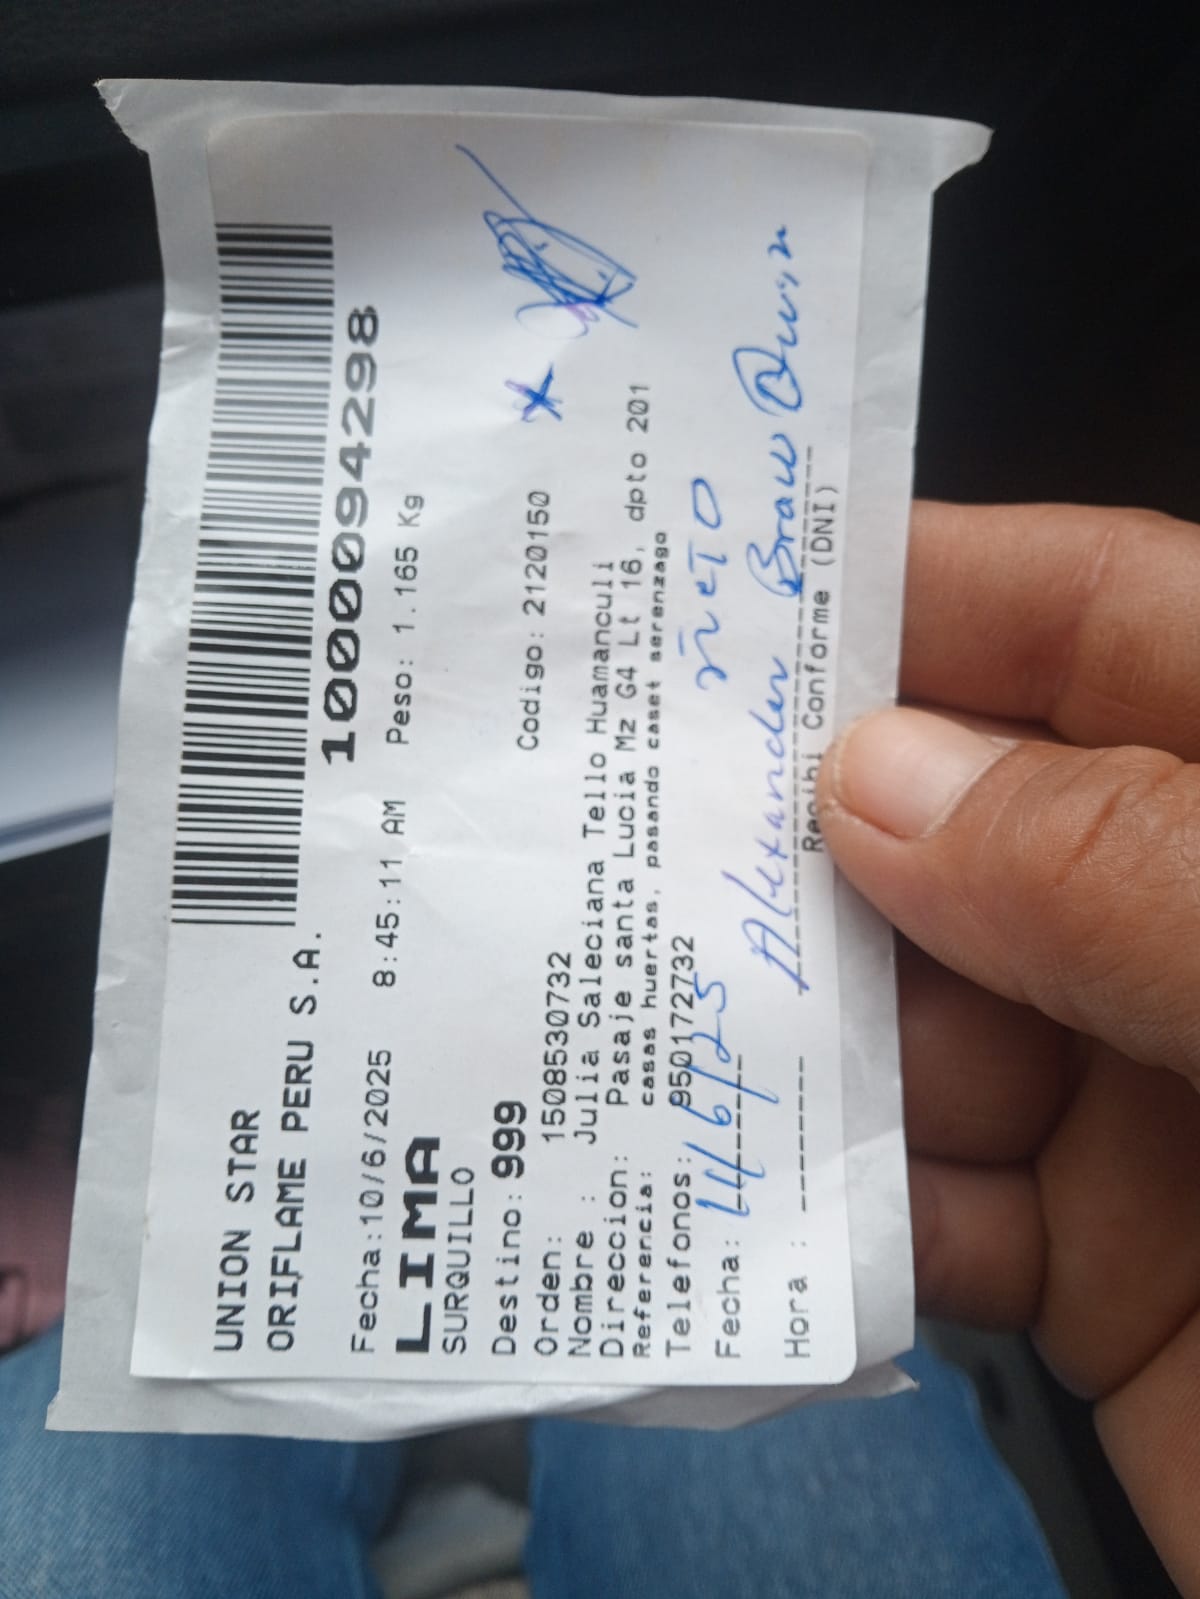 UNION STAR
ORIFLAME PERU S.A.
1000094298
Fecha:10/6/2025 8:45:11 AM Peso: 1.165 Kg
LIMA
SURQUILLO
Destino: 999 Codigo: 2120150
Orden: 1508530732
Nombre : Julia Saleciana Tello Huamanculi
Direccion: Pasaje santa Lucia Mz G4 Lt 16, dpto 201
Referencia: casas huertas, pasando caset serenzago
Telefonos: 950172732
nieto
Fecha: 11/6/25
Alexander Bravo
Hora :
Recibi Conforme (DNI)